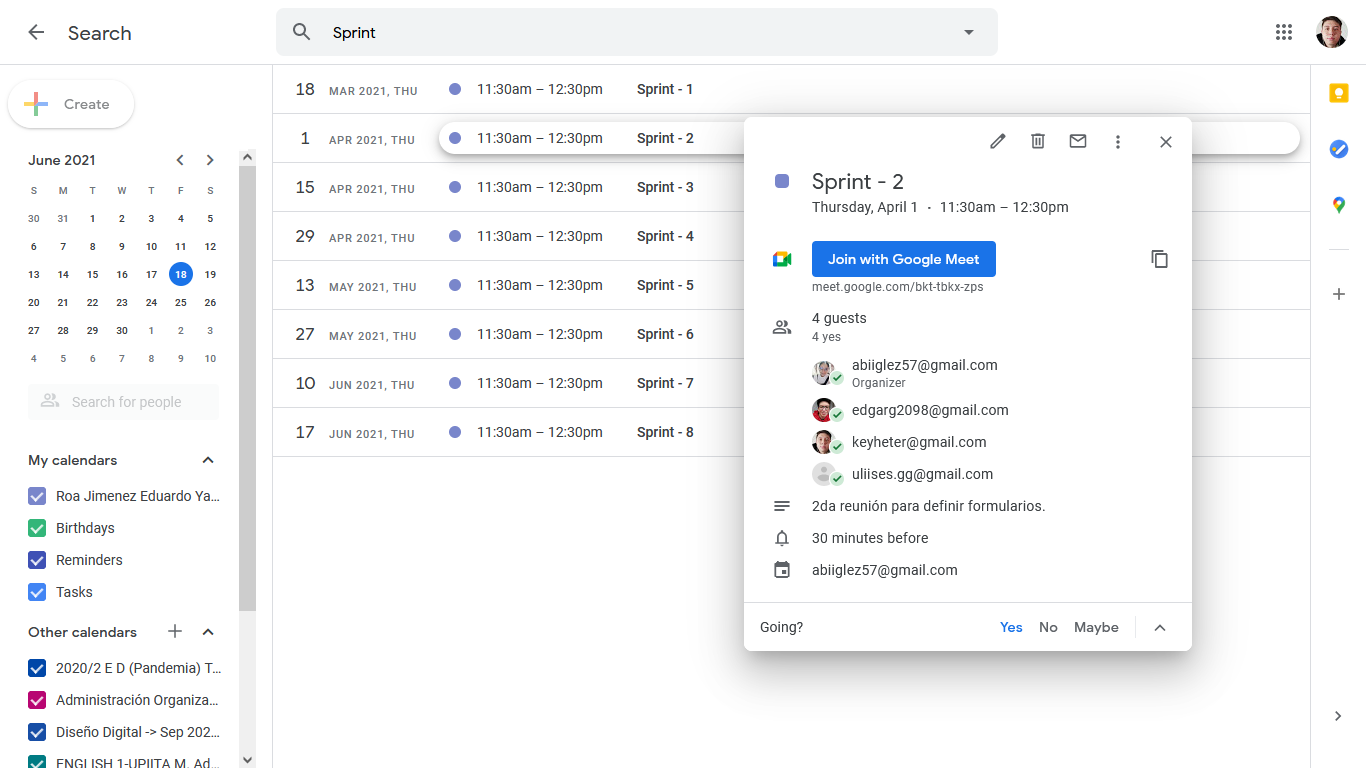 Search
Sprint
Create
June 2021
S M T W T F S
30 31 1 2 3 4 5
6 7 8 9 10 11 12
13 14 15 16 17 18 19
20 21 22 23 24 25 26
27 28 29 30 1 2 3
4 5 6 7 8 9 10
Search for people
My calendars
Roa Jimenez Eduardo Ya...
Birthdays
Reminders
Tasks
Other calendars
2020/2 E D (Pandemia) T...
Administración Organiza...
Diseño Digital -> Sep 202...
ENGLISH 1-UPIITA M. Ad...
18 MAR 2021, THU 11:30am – 12:30pm Sprint - 1
1 APR 2021, THU 11:30am – 12:30pm Sprint - 2
15 APR 2021, THU 11:30am – 12:30pm Sprint - 3
29 APR 2021, THU 11:30am – 12:30pm Sprint - 4
13 MAY 2021, THU 11:30am – 12:30pm Sprint - 5
27 MAY 2021, THU 11:30am – 12:30pm Sprint - 6
10 JUN 2021, THU 11:30am – 12:30pm Sprint - 7
17 JUN 2021, THU 11:30am – 12:30pm Sprint - 8
Sprint - 2
Thursday, April 1 · 11:30am – 12:30pm
Join with Google Meet
meet.google.com/bkt-tbkx-zps
4 guests
4 yes
abiiglez57@gmail.com
Organizer
edgarg2098@gmail.com
keyheter@gmail.com
uliises.gg@gmail.com
2da reunión para definir formularios.
30 minutes before
abiiglez57@gmail.com
Going? Yes No Maybe